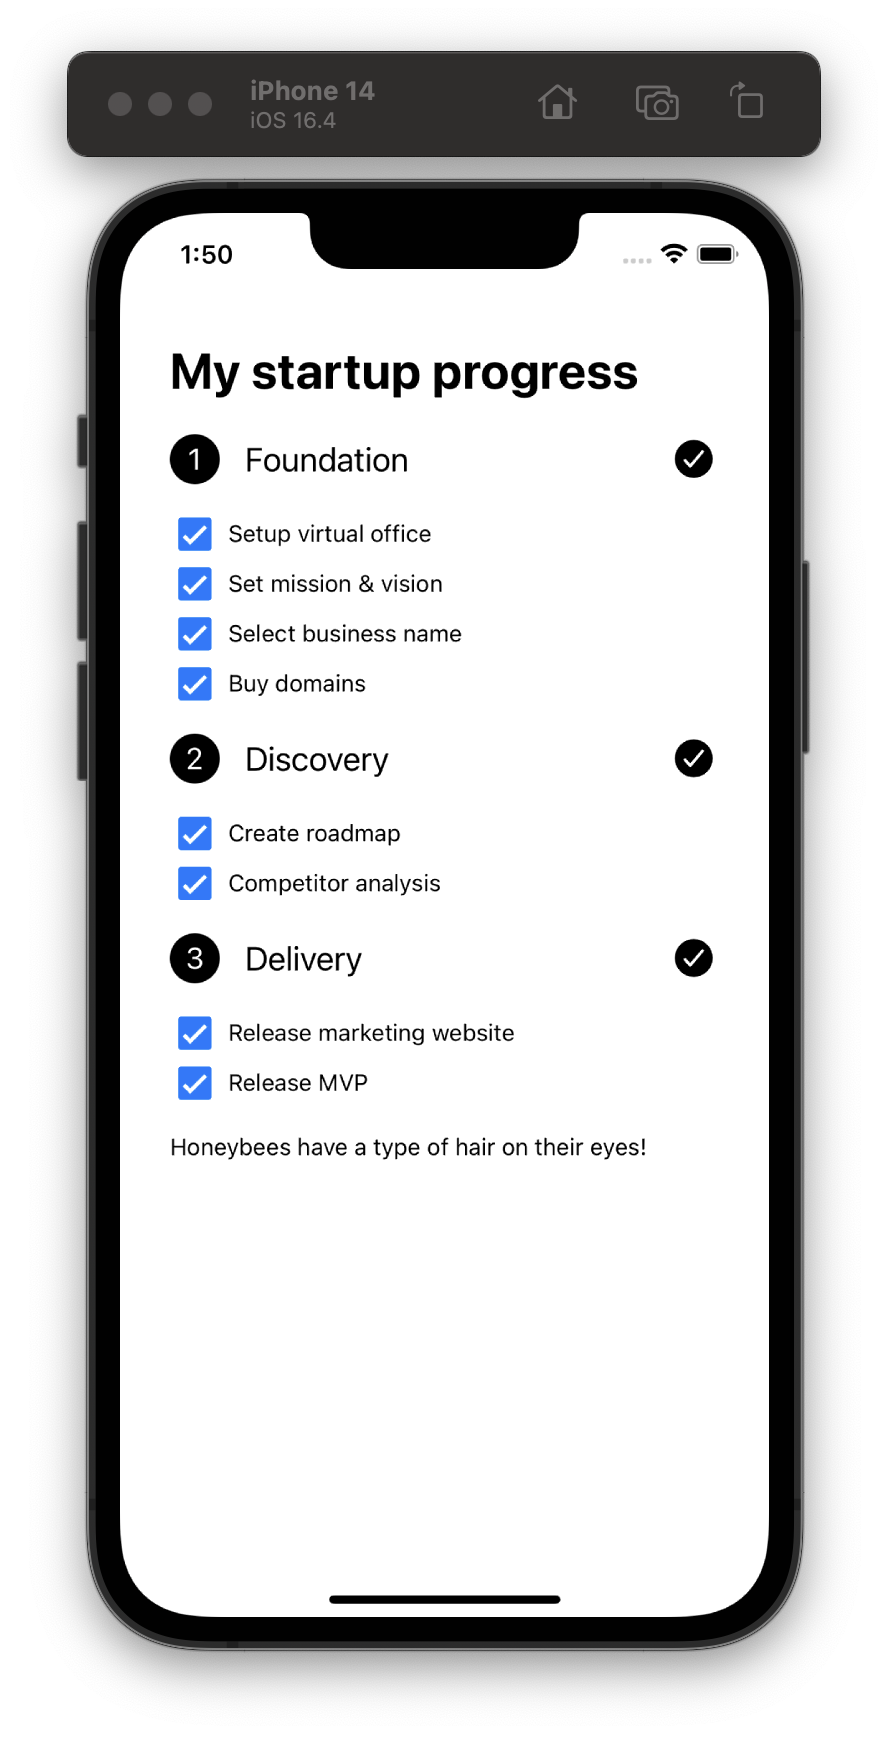 iPhone 14
iOS 16.4
1:50
My startup progress
1 Foundation
Setup virtual office
Set mission & vision
Select business name
Buy domains
2 Discovery
Create roadmap
Competitor analysis
3 Delivery
Release marketing website
Release MVP
Honeybees have a type of hair on their eyes!